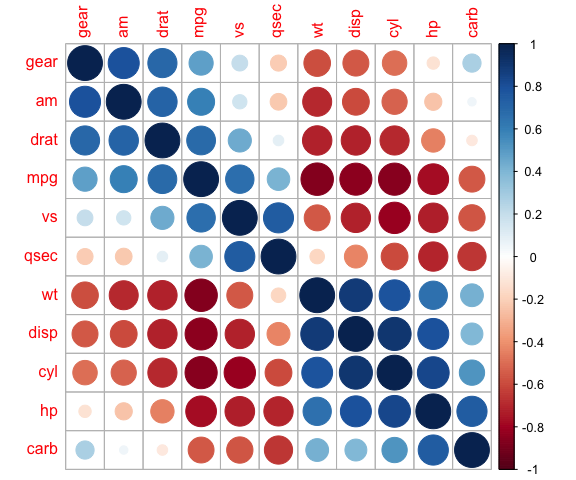 gear am drat mpg vs qsec wt disp cyl hp carb
gear
am
drat
mpg
vs
qsec
wt
disp
cyl
hp
carb
1
0.8
0.6
0.4
0.2
0
-0.2
-0.4
-0.6
-0.8
-1